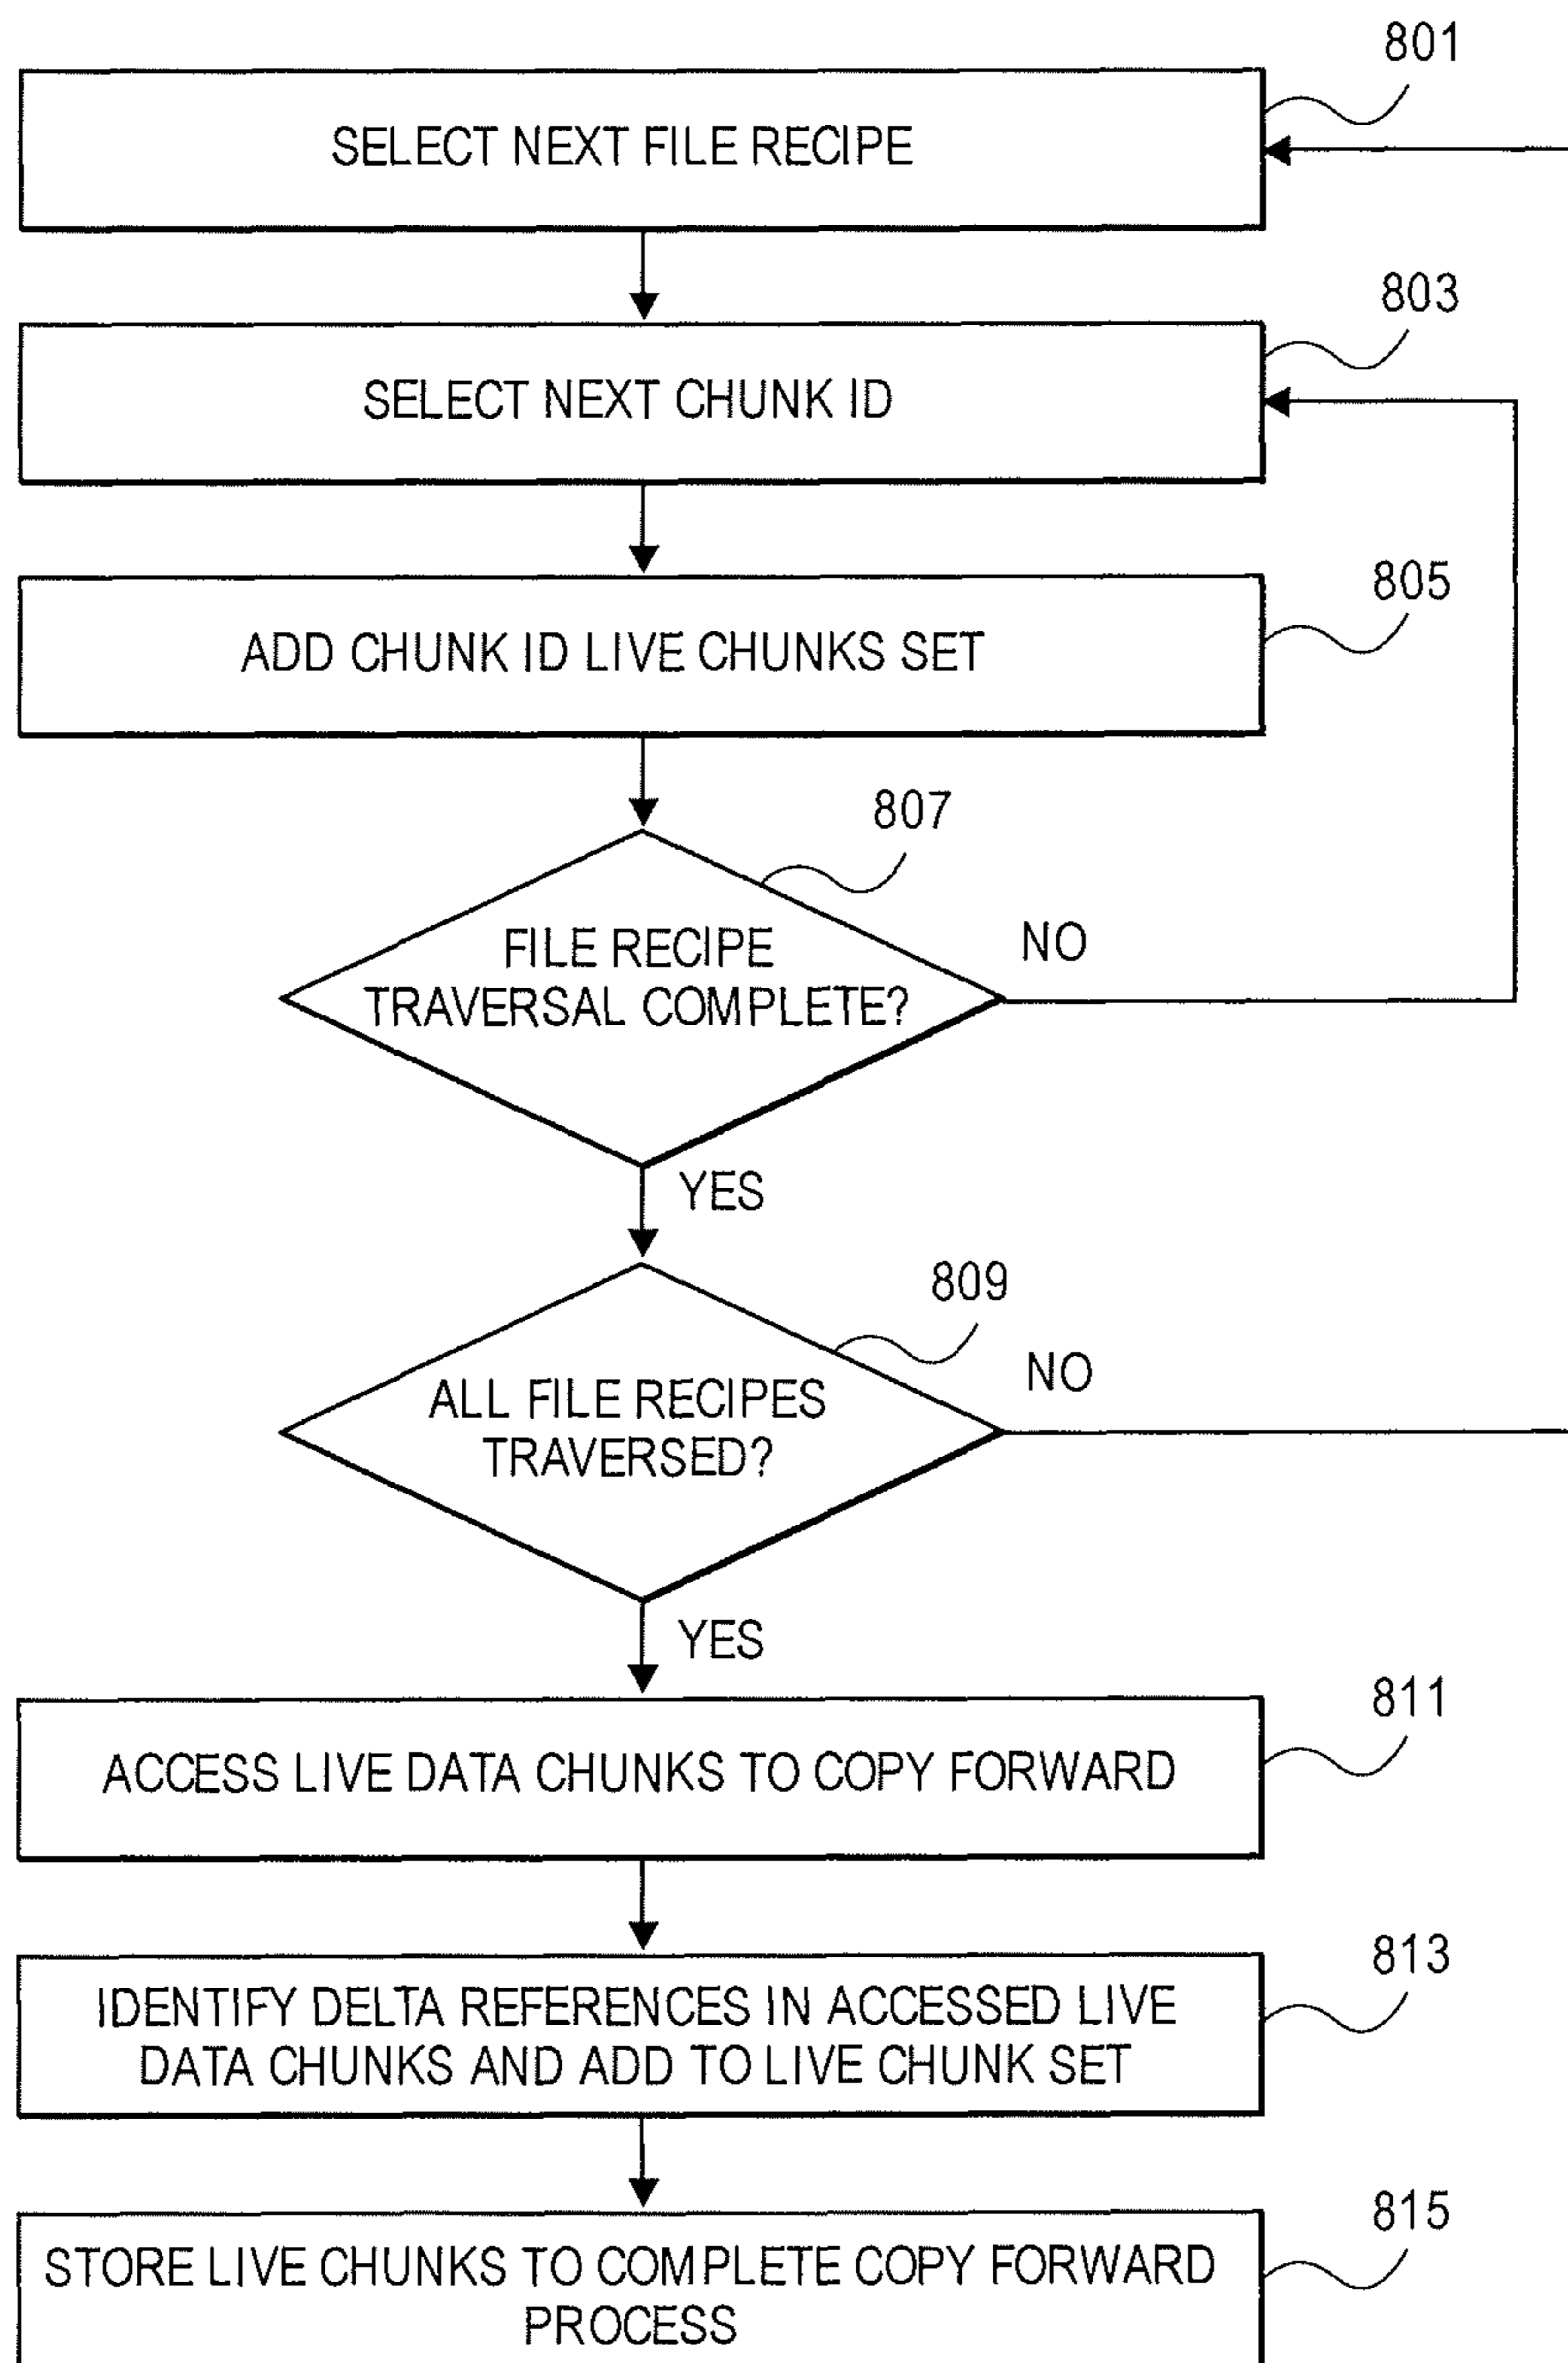 801
SELECT NEXT FILE RECIPE
803
SELECT NEXT CHUNK ID
805
ADD CHUNK ID LIVE CHUNKS SET
807
FILE RECIPE
TRAVERSAL COMPLETE?
NO
YES
809
ALL FILE RECIPES
TRAVERSED?
NO
YES
811
ACCESS LIVE DATA CHUNKS TO COPY FORWARD
813
IDENTIFY DELTA REFERENCES IN ACCESSED LIVE
DATA CHUNKS AND ADD TO LIVE CHUNK SET
815
STORE LIVE CHUNKS TO COMPLETE COPY FORWARD
PROCESS